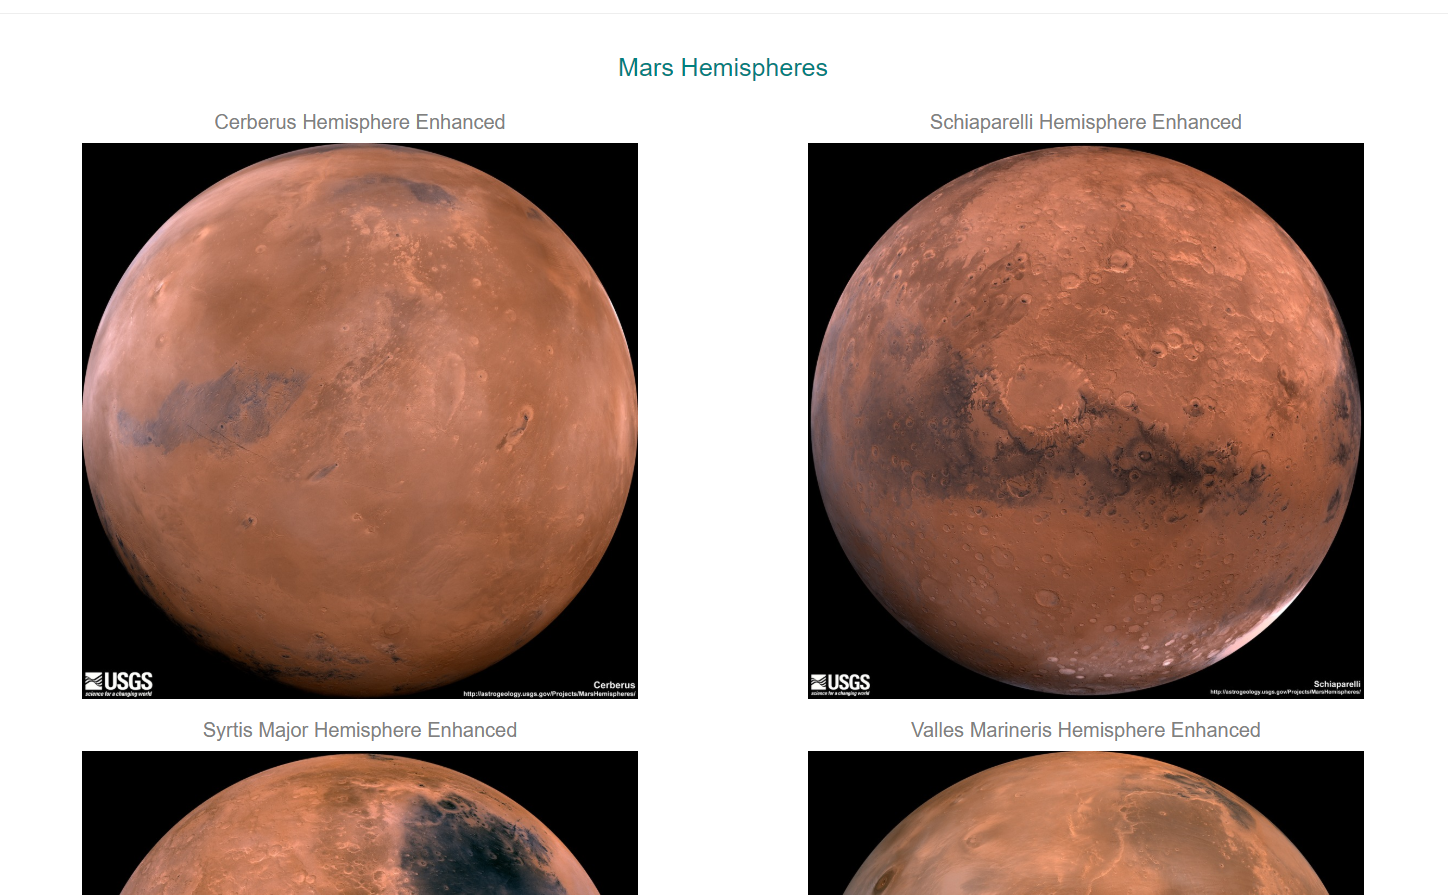 Mars Hemispheres
Cerberus Hemisphere Enhanced
Schiaparelli Hemisphere Enhanced
USGS
science for a changing world
Cerberus
http://astrogeology.usgs.gov/Projects/MarsHemispheres/
USGS
science for a changing world
Schiaparelli
http://astrogeology.usgs.gov/Projects/MarsHemispheres/
Syrtis Major Hemisphere Enhanced
Valles Marineris Hemisphere Enhanced